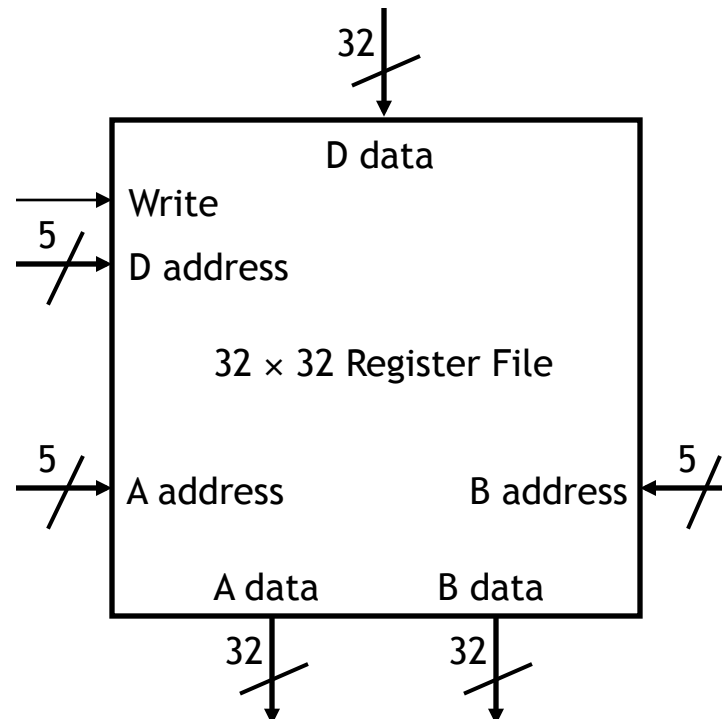 32
D data
Write
5
D address
32 × 32 Register File
5
5
A address
B address
A data
B data
32
32